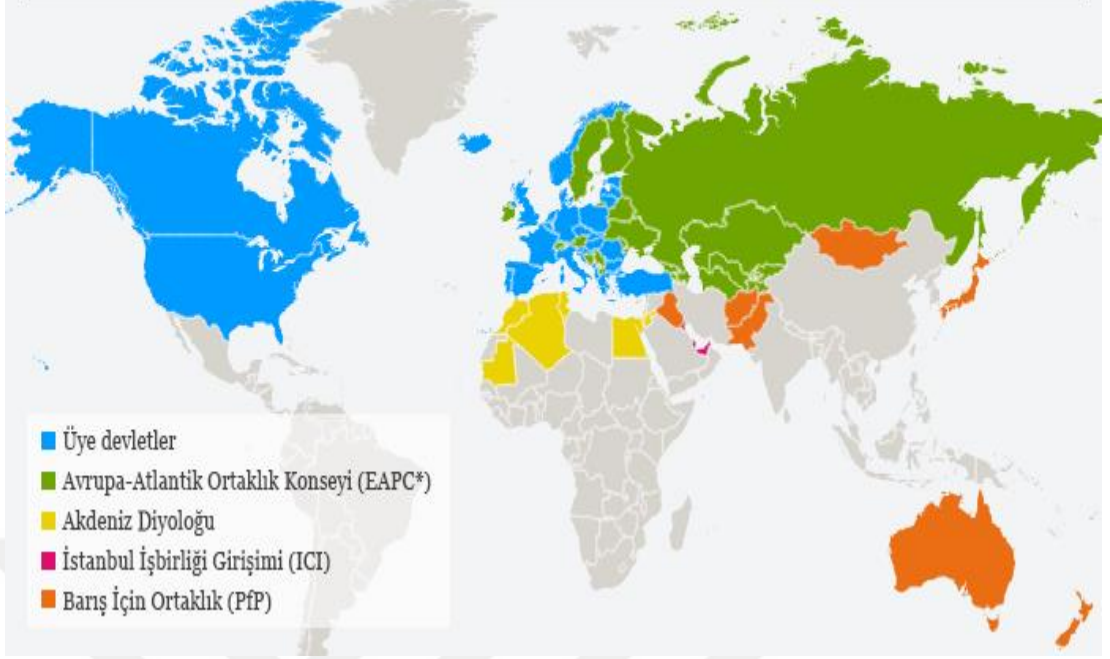 Üye devletler
Avrupa-Atlantik Ortaklık Konseyi (EAPC*)
Akdeniz Diyoloğu
İstanbul İşbirliği Girişimi (ICI)
Barış İçin Ortaklık (PfP)